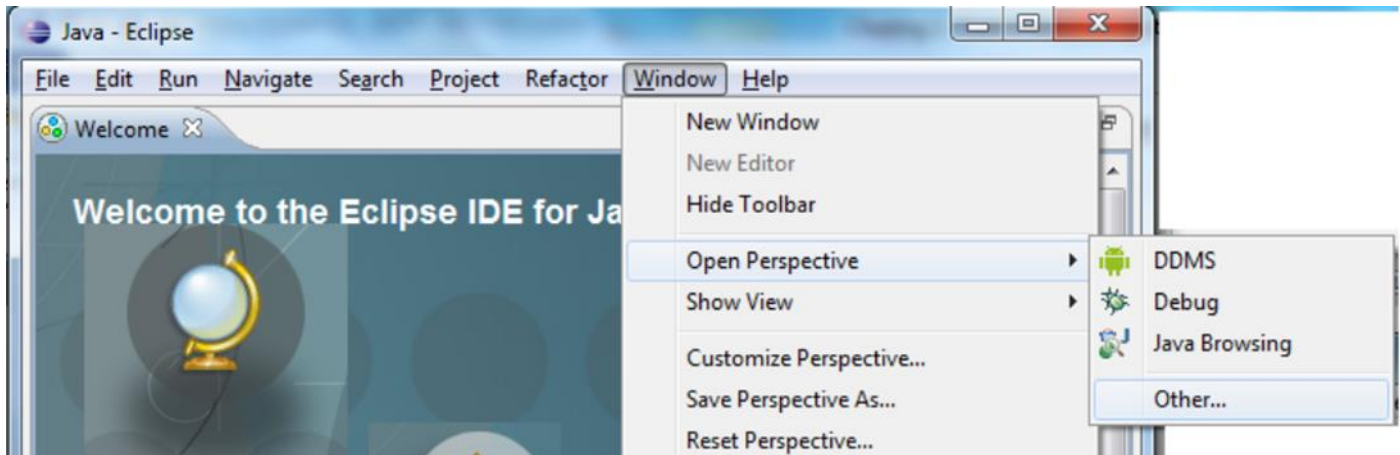 Java - Eclipse
File Edit Run Navigate Search Project Refactor Window Help
Welcome
Welcome to the Eclipse IDE for Ja
New Window
New Editor
Hide Toolbar
Open Perspective
Show View
Customize Perspective...
Save Perspective As...
Reset Perspective...
DDMS
Debug
Java Browsing
Other...